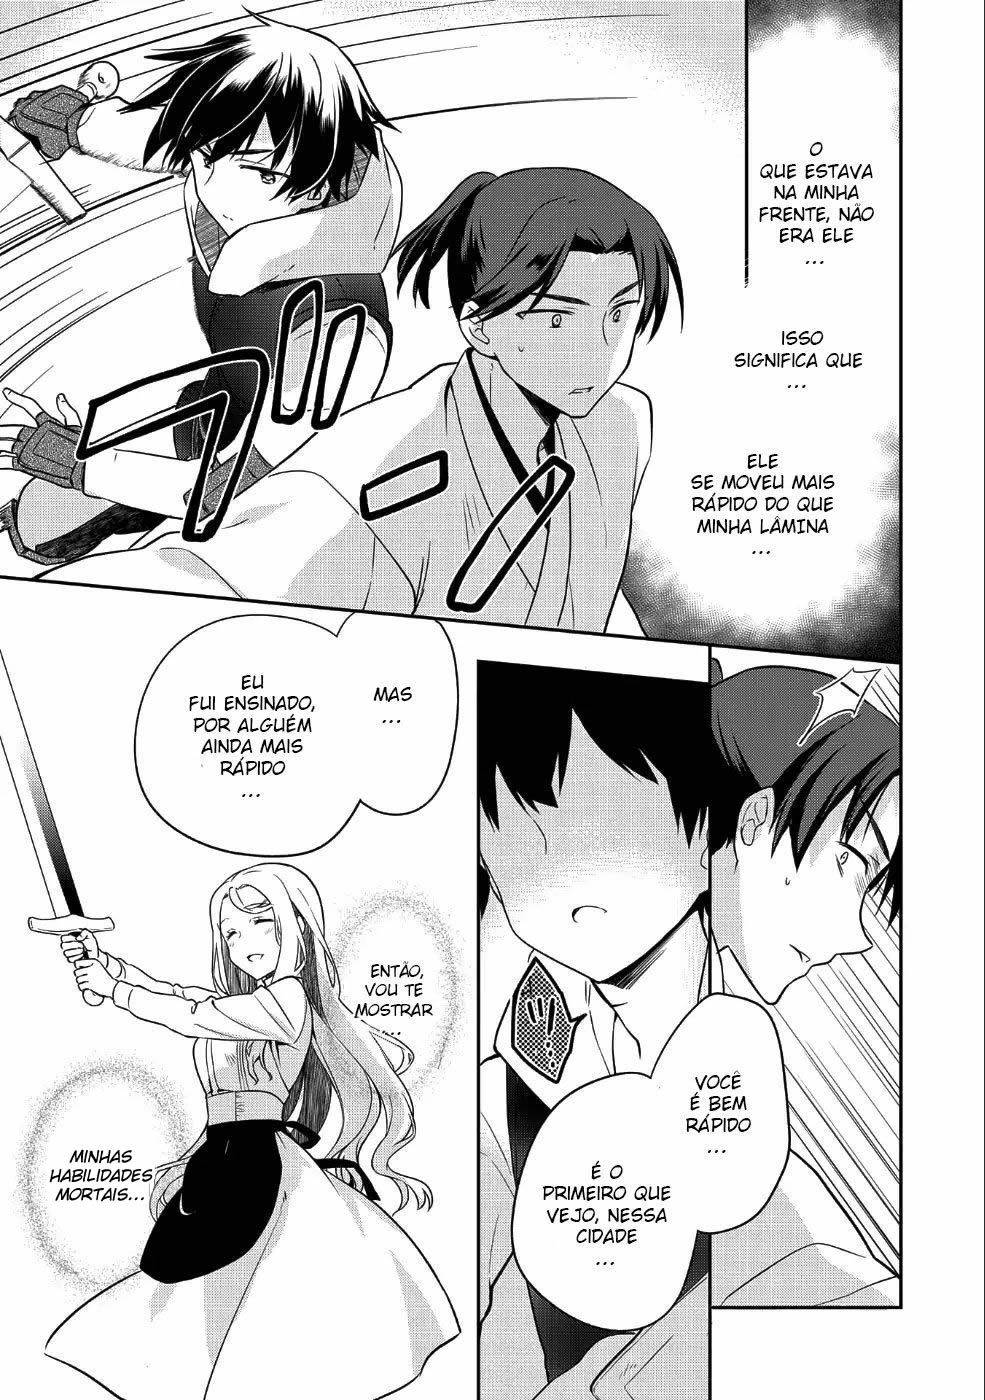 O
QUE ESTAVA
NA MINHA
FRENTE, NÃO
ERA ELE
...
ISSO
SIGNIFICA QUE
...
ELE
SE MOVEU MAIS
RÁPIDO DO QUE
MINHA LÂMINA
...
VOCÊ
É BEM
RÁPIDO
...
É O
PRIMEIRO QUE
VEJO, NESSA
CIDADE
...
MAS
...
EU
FUI ENSINADO,
POR ALGUÉM
AINDA MAIS
RÁPIDO
...
ENTÃO,
VOU TE
MOSTRAR
...
MINHAS
HABILIDADES
MORTAIS...